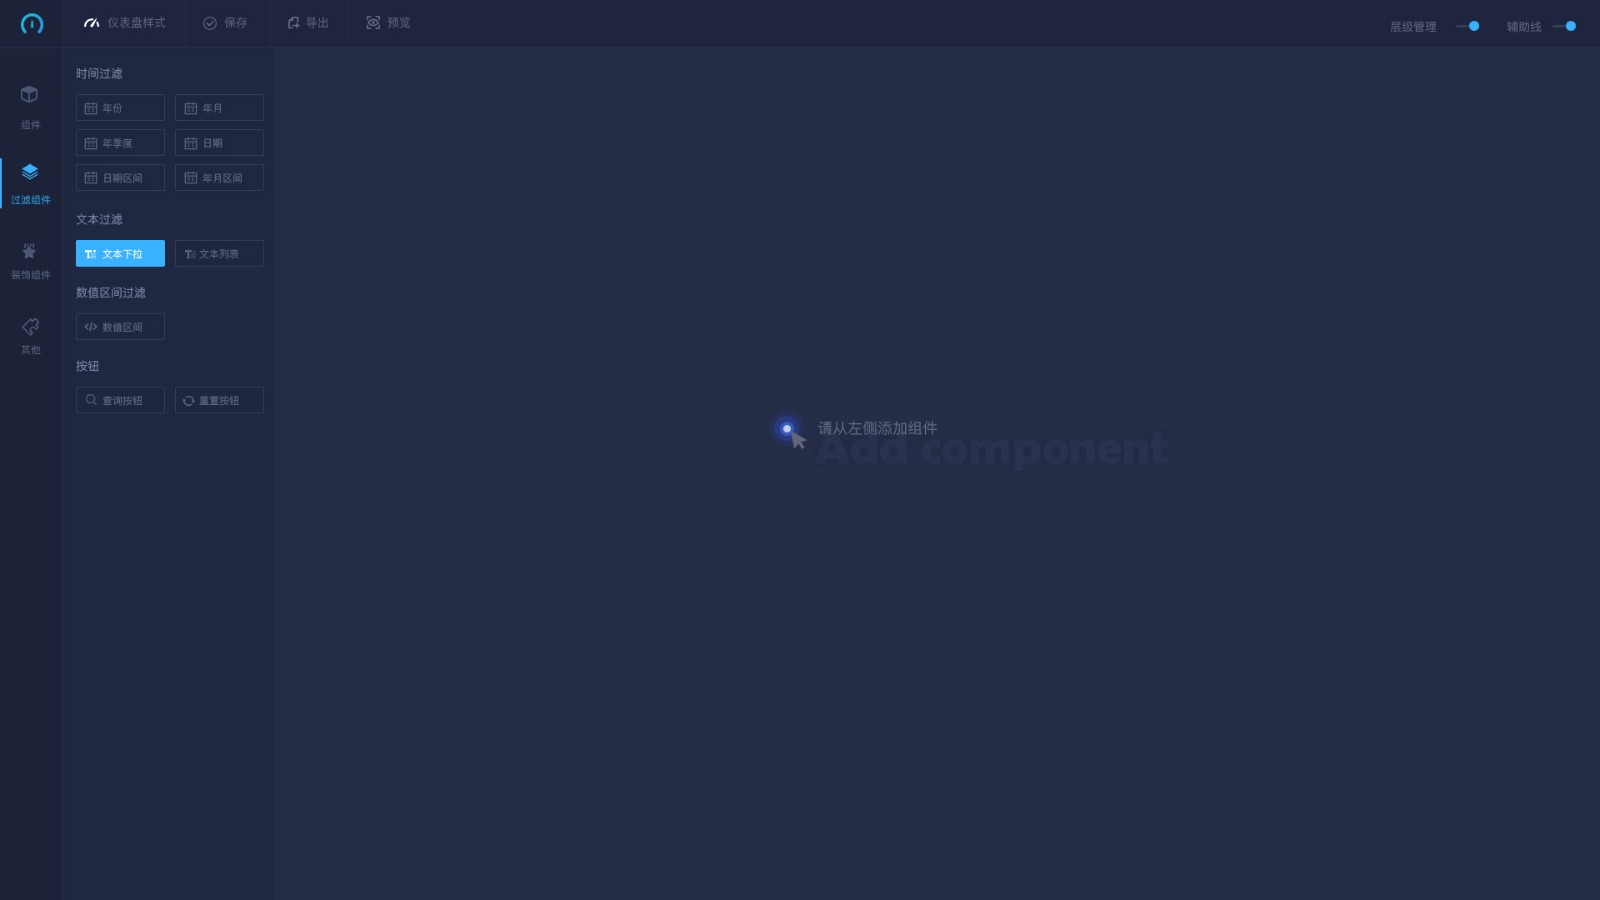 仪表盘样式
保存
导出
预览
层级管理
辅助线
组件
过滤组件
装饰组件
其他
时间过滤
年份
年月
年季度
日期
日期区间
年月区间
文本过滤
文本下拉
文本列表
数值区间过滤
数值区间
按钮
查询按钮
重置按钮
请从左侧添加组件
Add component